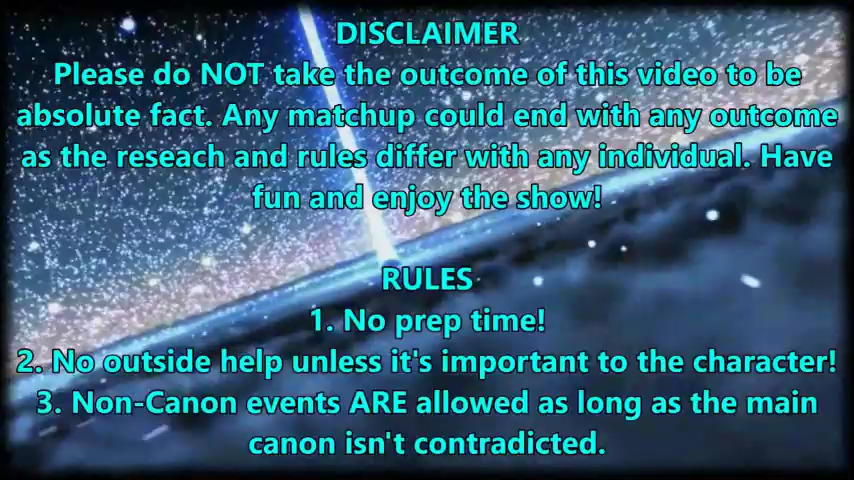 DISCLAIMER
Please do NOT take the outcome of this video to be
absolute fact. Any matchup could end with any outcome
as the reseach and rules differ with any individual. Have
fun and enjoy the show!
RULES
1. No prep time!
2. No outside help unless it's important to the character!
3. Non-Canon events ARE allowed as long as the main
canon isn't contradicted.